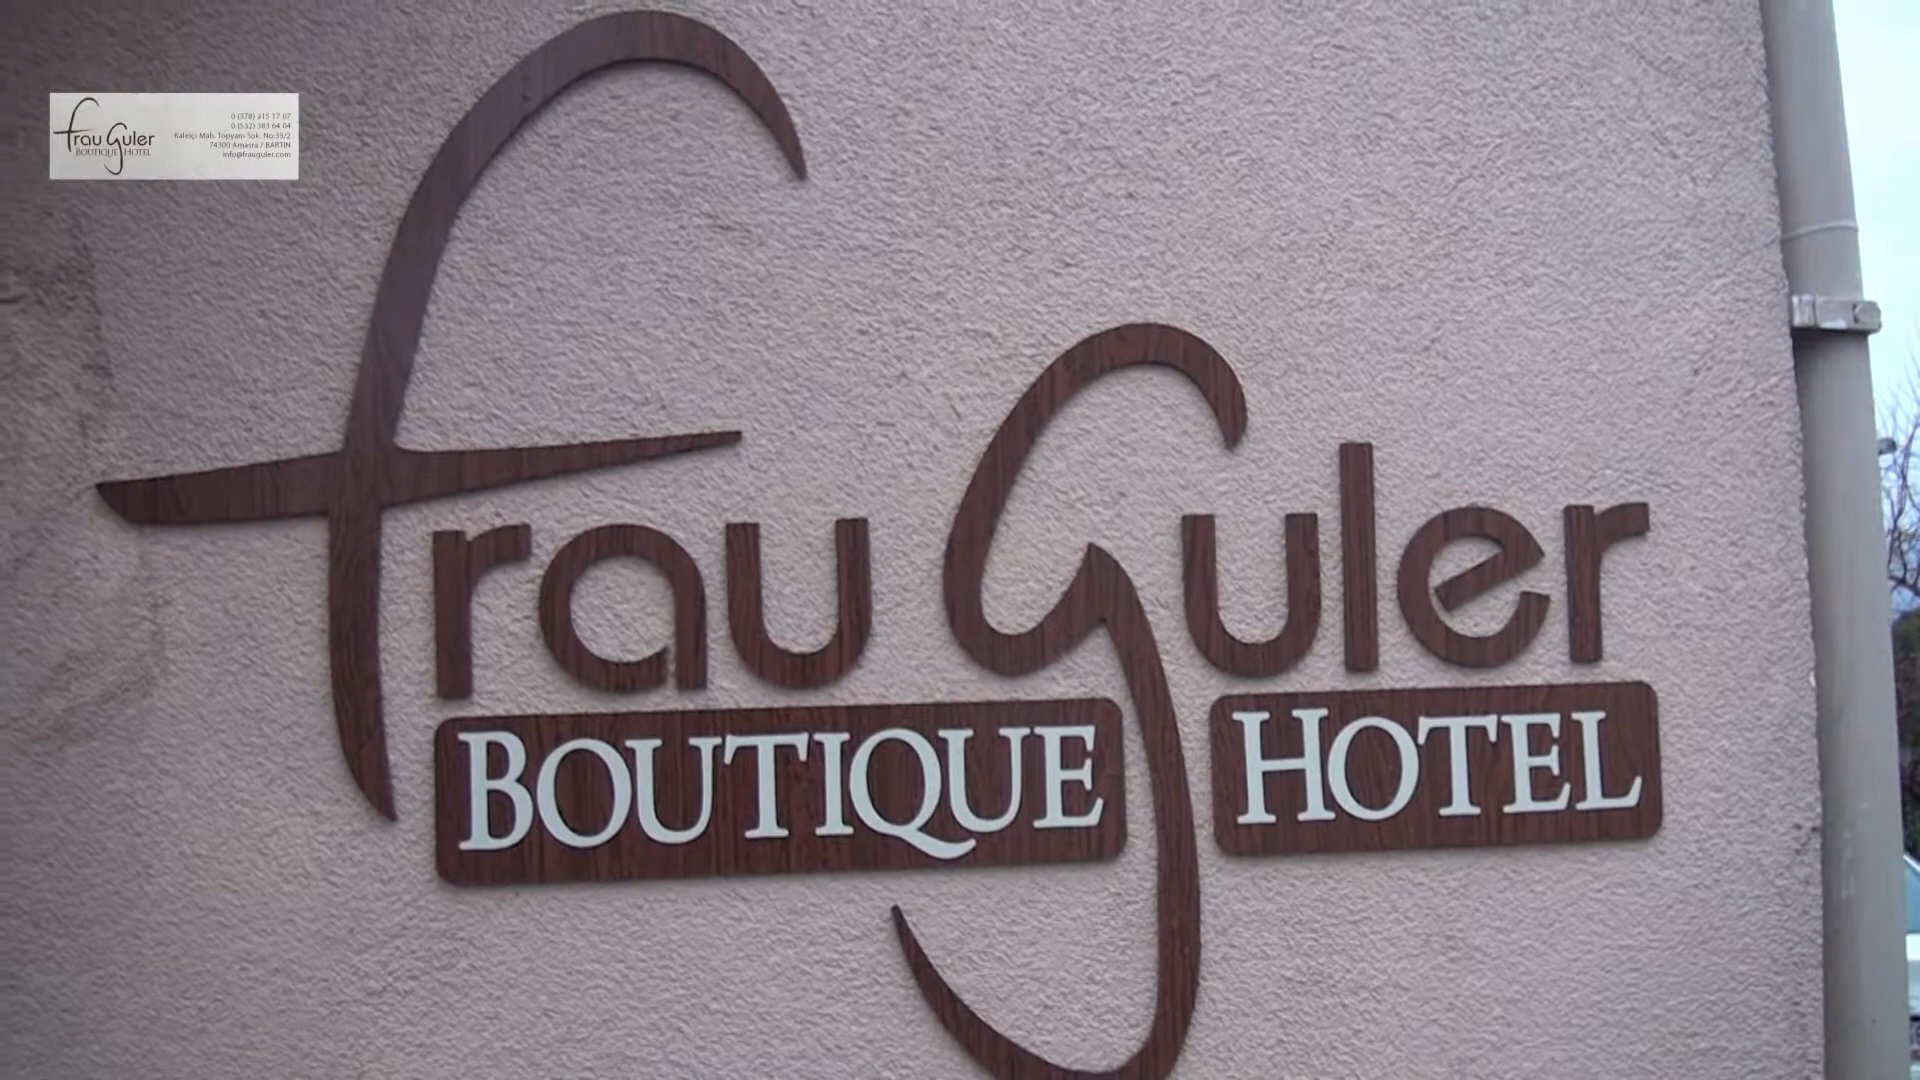 frau Guler
BOUTIQUE HOTEL
0 (378) 315 17 07
0 (532) 383 64 04
Kaleiçi Mah. Topyanı Sok. No:33/2
74300 Amasra / BARTIN
info@frauguler.com
frau Guler
BOUTIQUE HOTEL